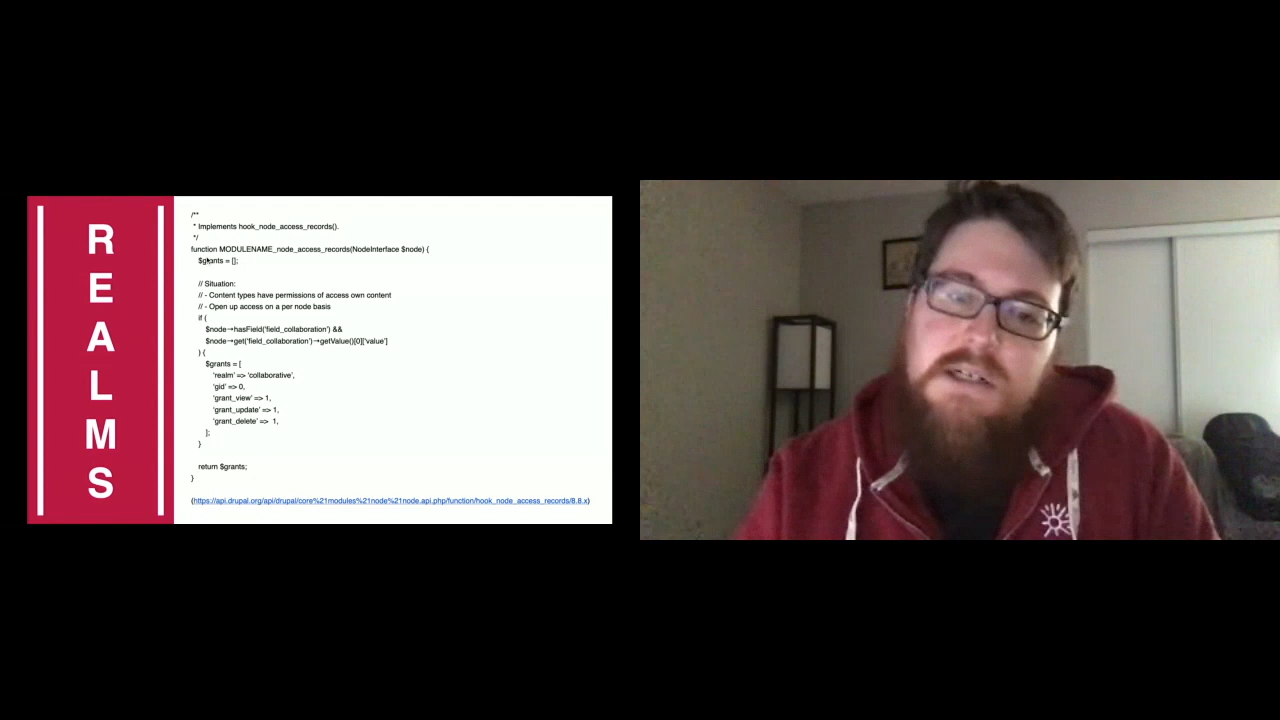 REALMS
/**
* Implements hook_node_access_records().
*/
function MODULENAME_node_access_records(NodeInterface $node) {
$grants = [];
// Situation:
// - Content types have permissions of access own content
// - Open up access on a per node basis
if (
$node→hasField('field_collaboration') &&
$node→get('field_collaboration')→getValue()[0]['value']
) {
$grants = [
'realm' => 'collaborative',
'gid' => 0,
'grant_view' => 1,
'grant_update' => 1,
'grant_delete' => 1,
];
}
return $grants;
}
(https://api.drupal.org/api/drupal/core%21modules%21node%21node.api.php/function/hook_node_access_records/8.8.x)